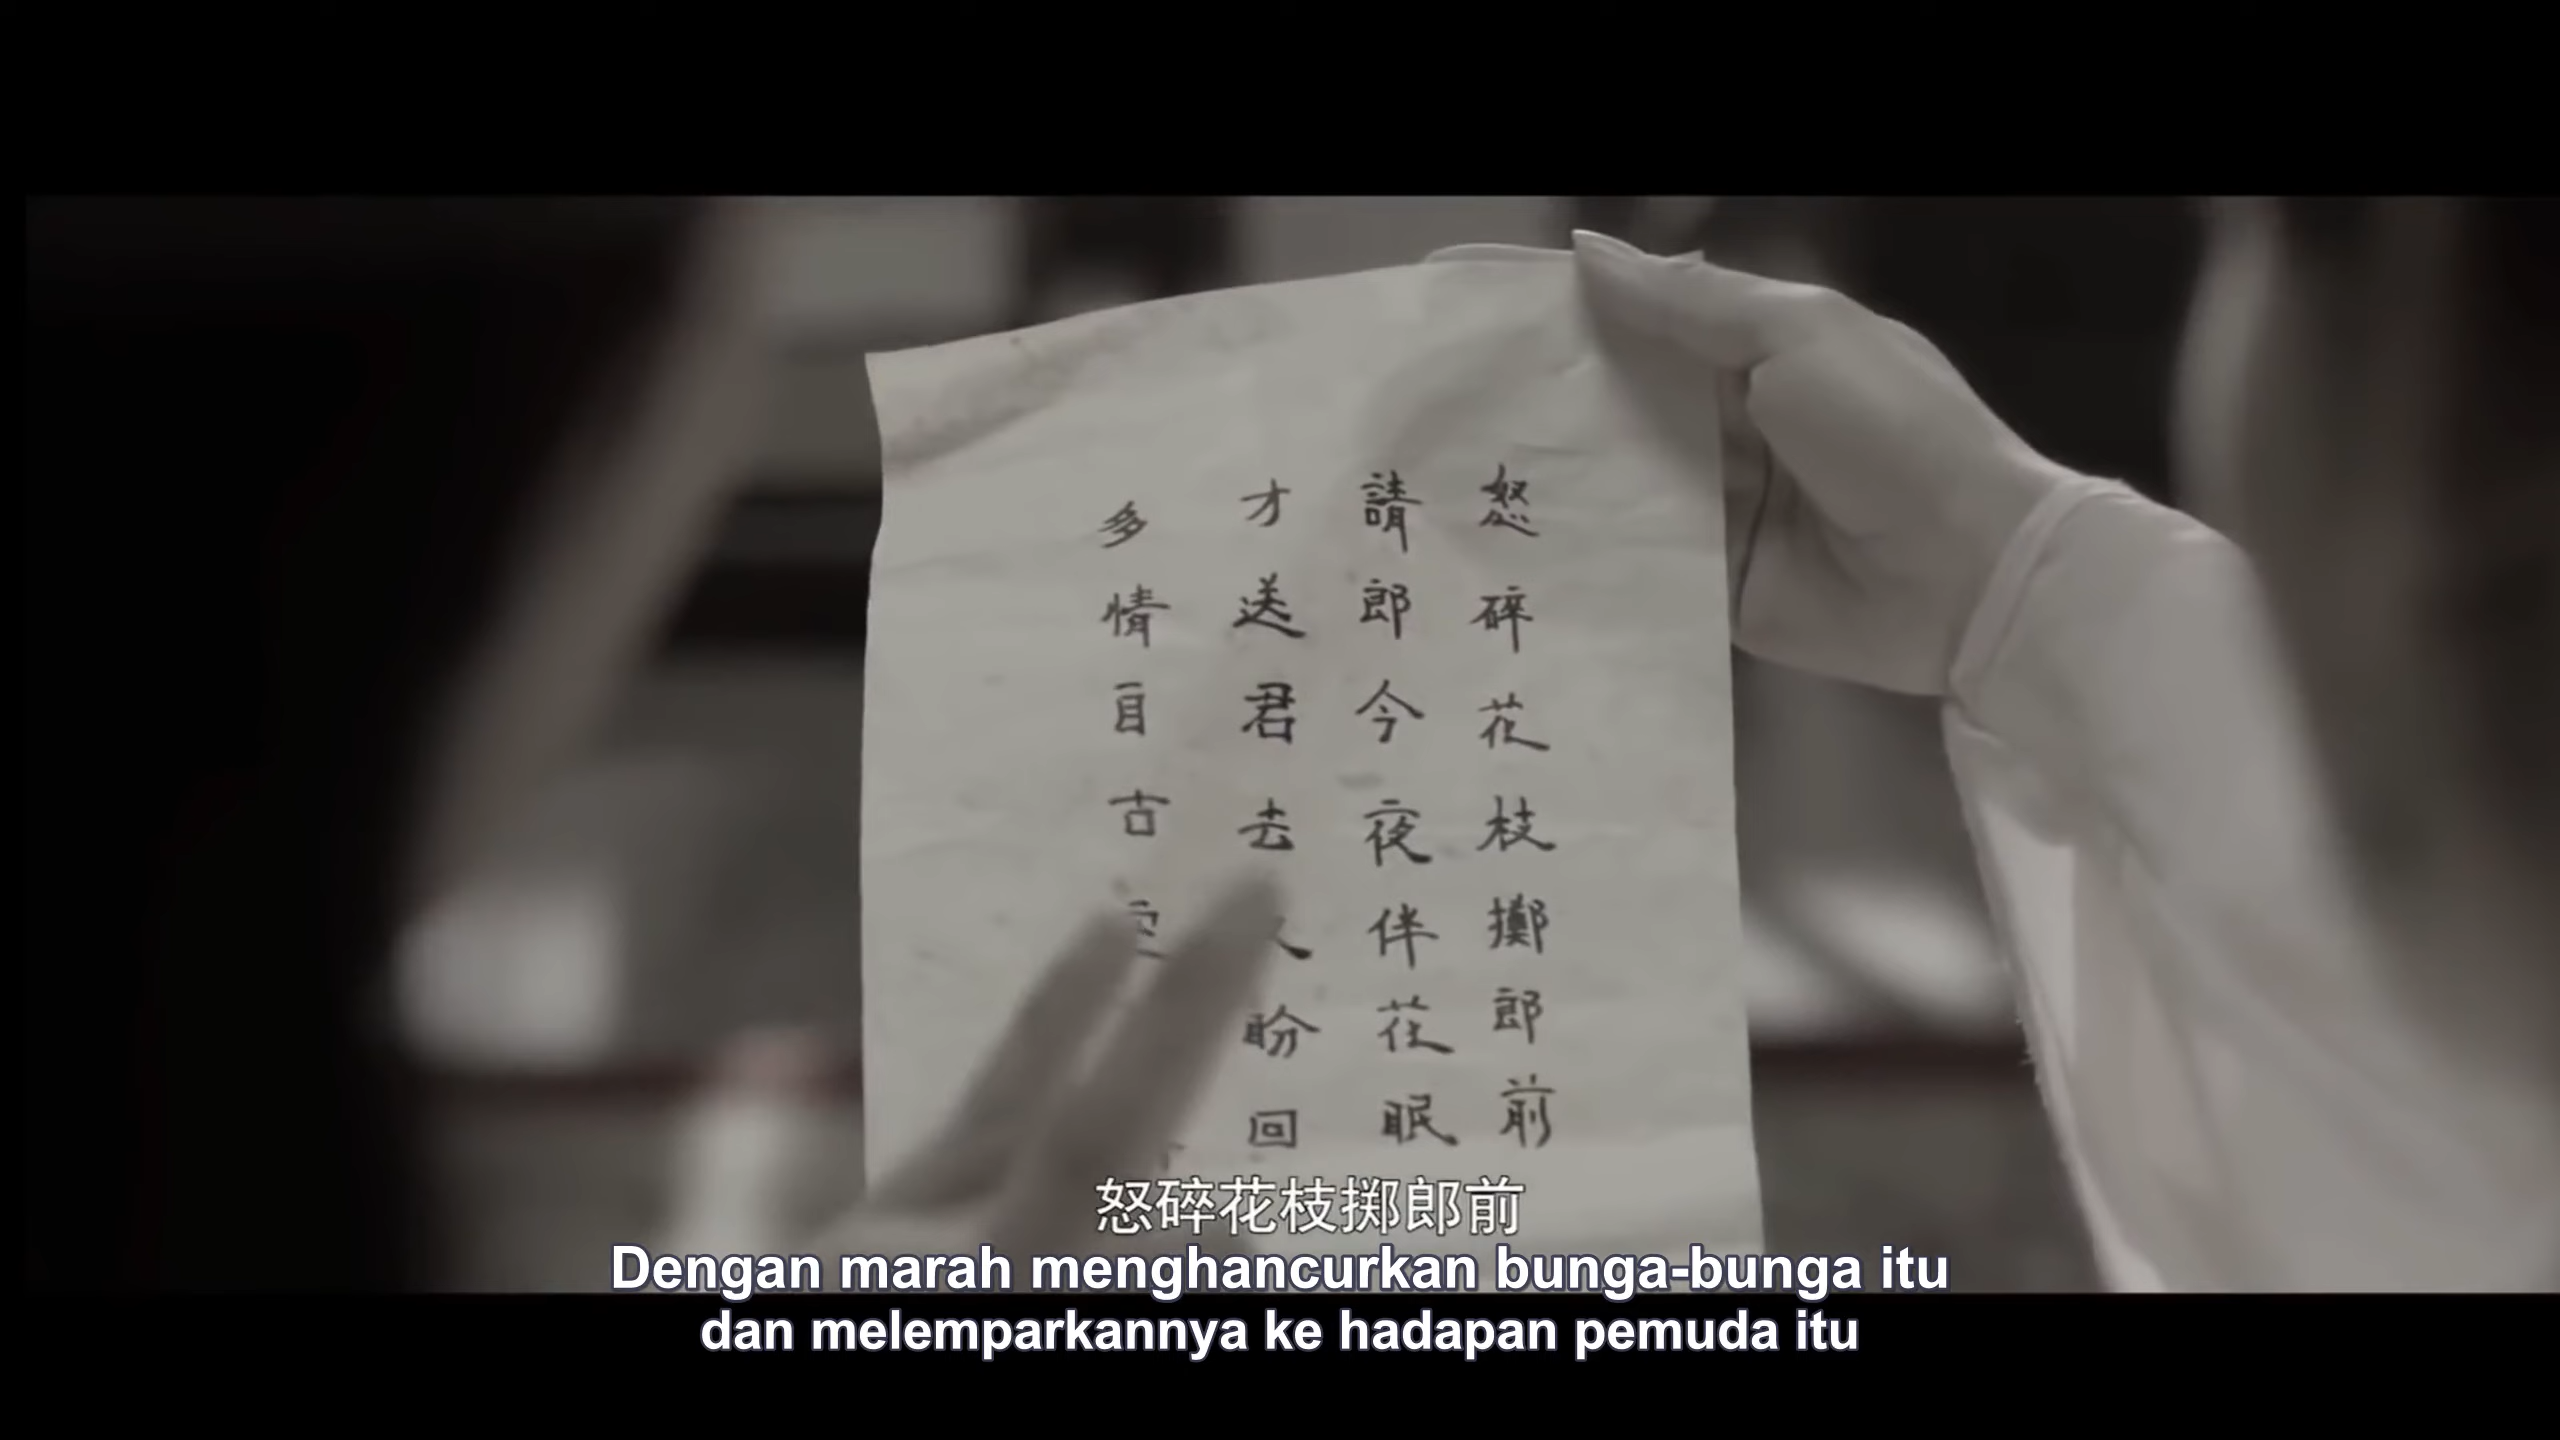 怒碎花枝擲郎前
請郎今夜伴花眠
才送君去人盼回
多情自古
怒碎花枝掷郎前
Dengan marah menghancurkan bunga-bunga itu
dan melemparkannya ke hadapan pemuda itu